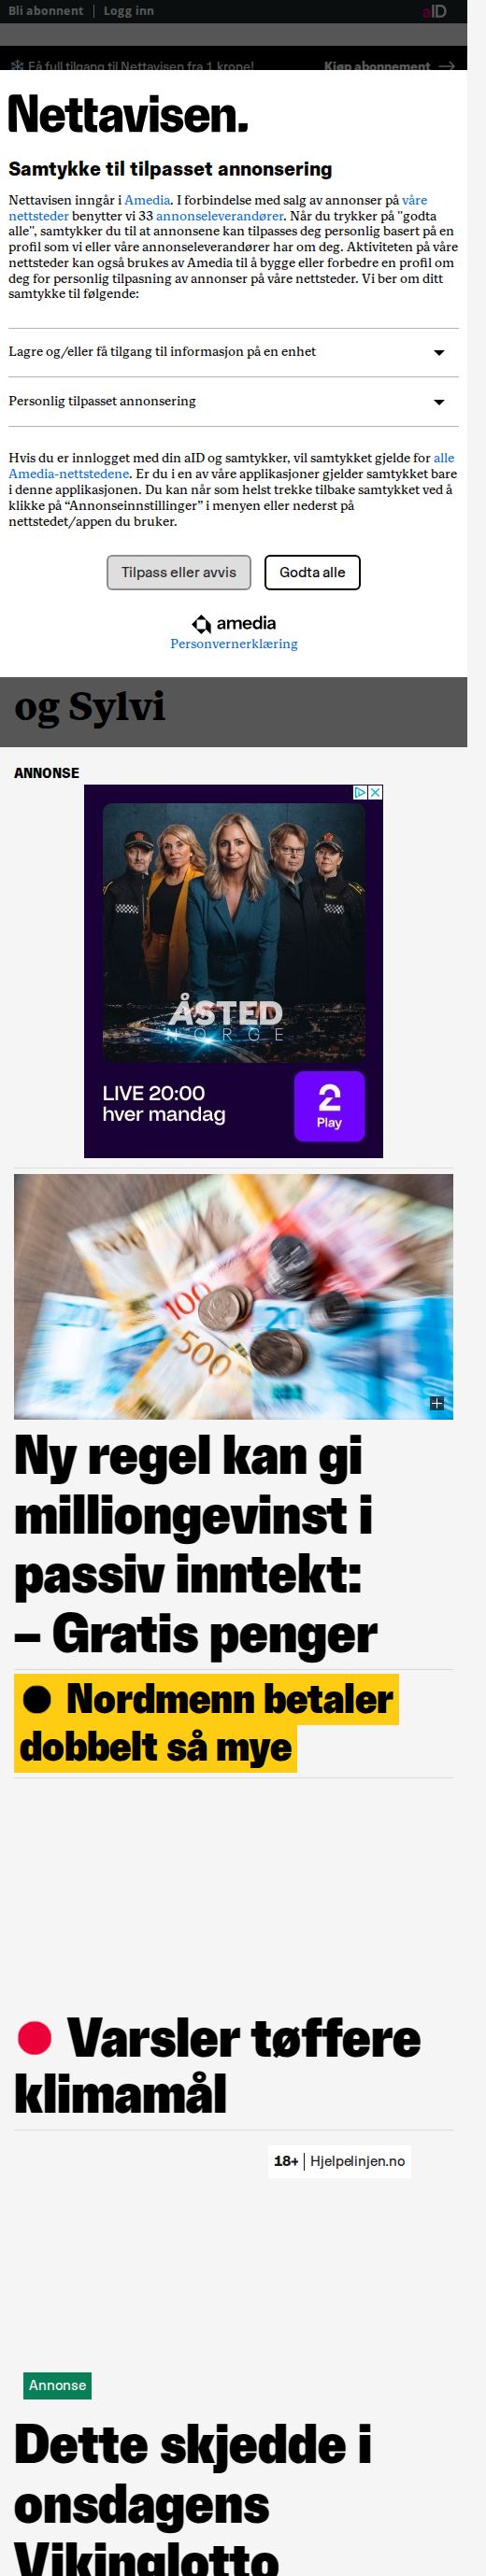 Bli abonnent | Logg inn
aID
Få full tilgang til Nettavisen fra 1 krone!
Kjøp abonnement →
Nettavisen.
Samtykke til tilpasset annonsering
Nettavisen inngår i Amedia. I forbindelse med salg av annonser på våre
nettsteder benytter vi 33 annonseleverandører. Når du trykker på "godta
alle", samtykker du til at annonsene kan tilpasses deg personlig basert på en
profil som vi eller våre annonseleverandører har om deg. Aktiviteten på våre
nettsteder kan også brukes av Amedia til å bygge eller forbedre en profil om
deg for personlig tilpasning av annonser på våre nettsteder. Vi ber om ditt
samtykke til følgende:
Lagre og/eller få tilgang til informasjon på en enhet
Personlig tilpasset annonsering
Hvis du er innlogget med din aID og samtykker, vil samtykket gjelde for alle
Amedia-nettstedene. Er du i en av våre applikasjoner gjelder samtykket bare
i denne applikasjonen. Du kan når som helst trekke tilbake samtykket ved å
klikke på “Annonseinnstillinger” i menyen eller nederst på
nettstedet/appen du bruker.
Tilpass eller avvis
Godta alle
amedia
Personvernerklæring
og Sylvi
ANNONSE
ÅSTED
NORGE
LIVE 20:00
hver mandag
2
Play
100
20
500
Ny regel kan gi
milliongevinst i
passiv inntekt:
– Gratis penger
● Nordmenn betaler
dobbelt så mye
Varsler tøffere
klimamål
18+ | Hjelpelinjen.no
Annonse
Dette skjedde i
onsdagens
Vikinglotto